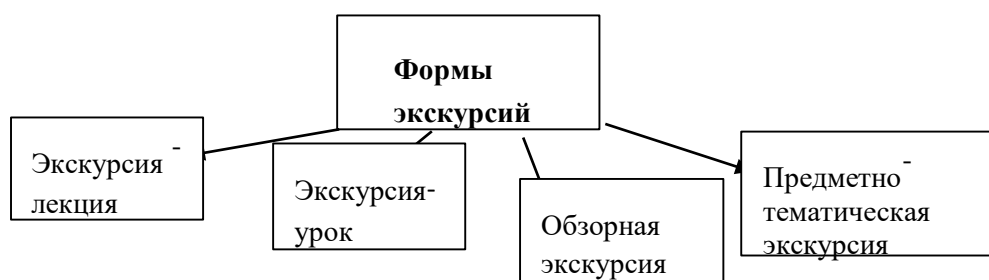 Формы
экскурсий
Экскурсия -
лекция
Экскурсия-
урок
Обзорная
экскурсия
Предметно -
тематическая
экскурсия